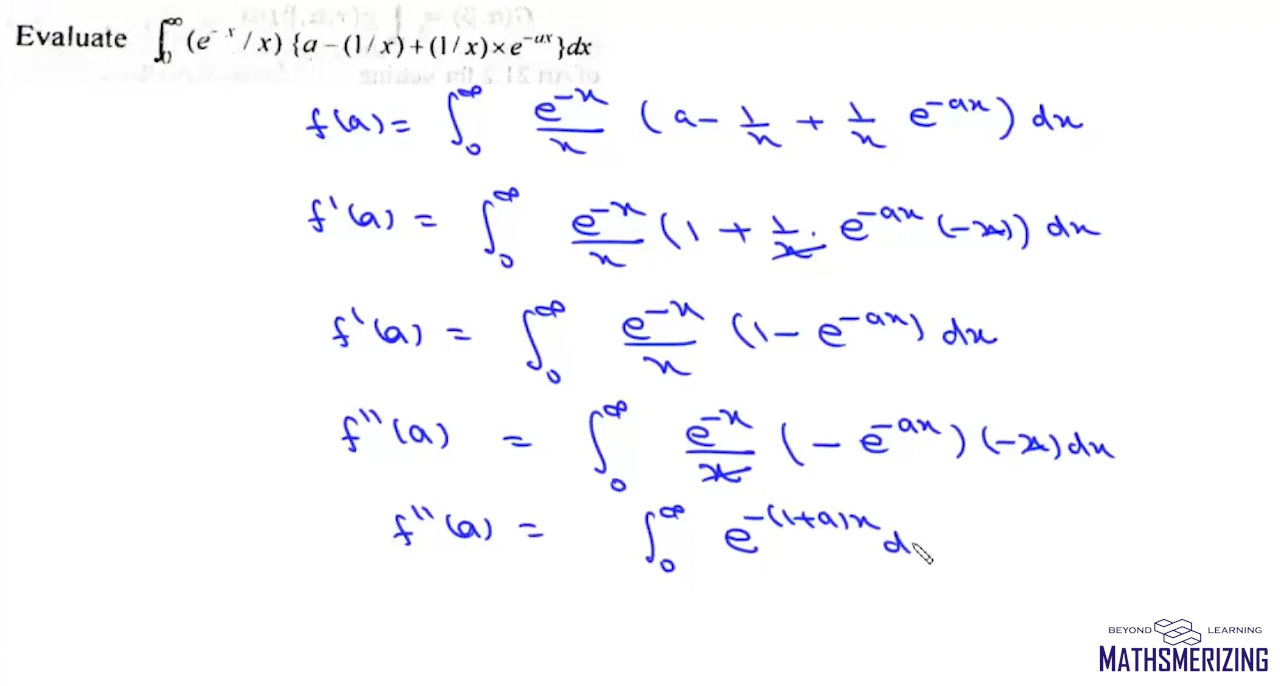 Evaluate ∫₀^∞ (e^{- x} / x) {a − (1/x) + (1/x) × e^{−ax}}dx
f(a) = ∫₀^∞ e^{-x}/x (a - 1/x + 1/x e^{-ax}) dx
f'(a) = ∫₀^∞ e^{-x}/x (1 + 1/x · e^{-ax} (-x)) dx
f'(a) = ∫₀^∞ e^{-x}/x (1 - e^{-ax}) dx
f''(a) = ∫₀^∞ e^{-x}/x (- e^{-ax}) (-x) dx
f''(a) = ∫₀^∞ e^{-(1+a)x} d
BEYOND LEARNING
MATHSMERIZING